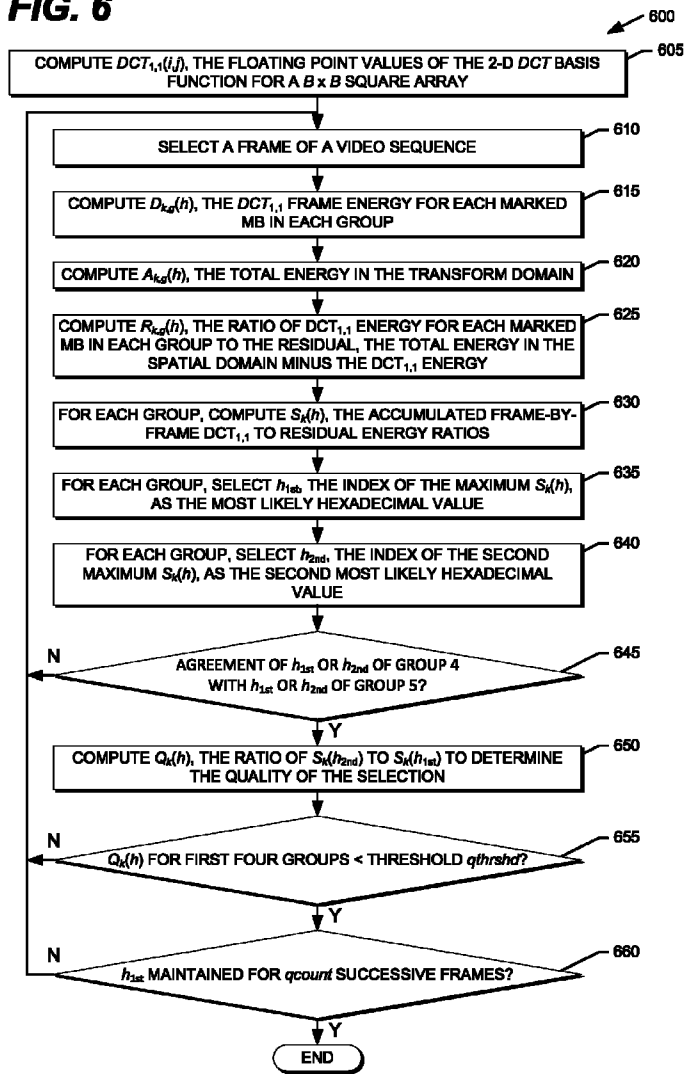 FIG. 6
600
COMPUTE DCT1,1(i,j), THE FLOATING POINT VALUES OF THE 2-D DCT BASIS
FUNCTION FOR A B x B SQUARE ARRAY
605
SELECT A FRAME OF A VIDEO SEQUENCE
610
COMPUTE Dk,g(h), THE DCT1,1 FRAME ENERGY FOR EACH MARKED
MB IN EACH GROUP
615
COMPUTE Ak,g(h), THE TOTAL ENERGY IN THE TRANSFORM DOMAIN
620
COMPUTE Rk,g(h), THE RATIO OF DCT1,1 ENERGY FOR EACH MARKED
MB IN EACH GROUP TO THE RESIDUAL, THE TOTAL ENERGY IN THE
SPATIAL DOMAIN MINUS THE DCT1,1 ENERGY
625
FOR EACH GROUP, COMPUTE Sk(h), THE ACCUMULATED FRAME-BY-
FRAME DCT1,1 TO RESIDUAL ENERGY RATIOS
630
FOR EACH GROUP, SELECT h1st, THE INDEX OF THE MAXIMUM Sk(h),
AS THE MOST LIKELY HEXADECIMAL VALUE
635
FOR EACH GROUP, SELECT h2nd, THE INDEX OF THE SECOND
MAXIMUM Sk(h), AS THE SECOND MOST LIKELY HEXADECIMAL
VALUE
640
N
AGREEMENT OF h1st OR h2nd OF GROUP 4
WITH h1st OR h2nd OF GROUP 5?
645
Y
COMPUTE Qk(h), THE RATIO OF Sk(h2nd) TO Sk(h1st) TO DETERMINE
THE QUALITY OF THE SELECTION
650
N
Qk(h) FOR FIRST FOUR GROUPS < THRESHOLD qthrshd?
655
Y
N
h1st MAINTAINED FOR qcount SUCCESSIVE FRAMES?
660
Y
END